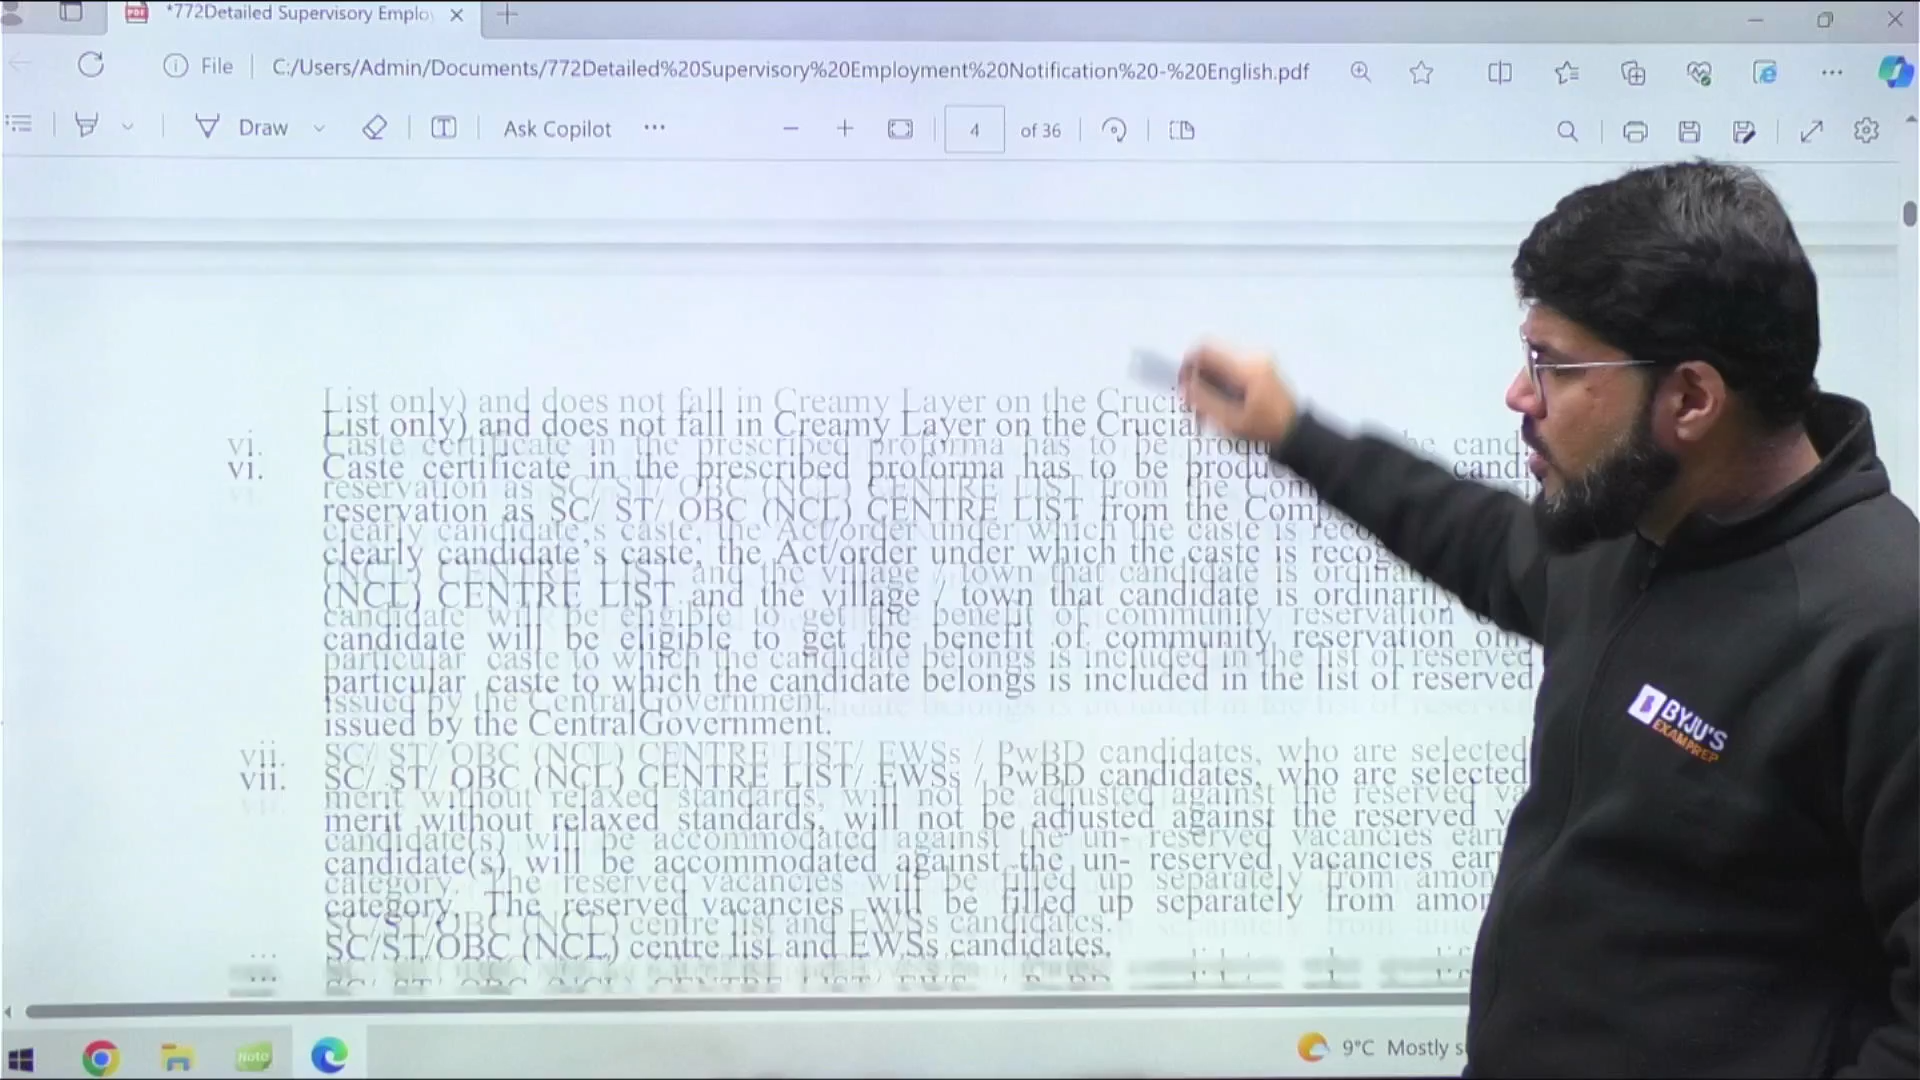 *772Detailed Supervisory Emplo
File
C:/Users/Admin/Documents/772Detailed%20Supervisory%20Employment%20Notification%20-%20English.pdf
Draw
Ask Copilot
4
of 36
List only) and does not fall in Creamy Layer on the Crucial
vi. Caste certificate in the prescribed proforma has to be produ candi
reservation as SC/ ST/ OBC (NCL) CENTRE LIST from the Comp
clearly candidate's caste, the Act/order under which the caste is recog
(NCL) CENTRE LIST and the village / town that candidate is ordinarily
candidate will be eligible to get the benefit of community reservation on
particular caste to which the candidate belongs is included in the list of reserved
issued by the CentralGovernment.
vii. SC/ ST/ OBC (NCL) CENTRE LIST/ EWSs / PwBD candidates, who are selected
merit without relaxed standards, will not be adjusted against the reserved v
candidate(s) will be accommodated against the un- reserved vacancies ear
category. The reserved vacancies will be filled up separately from amon
SC/ST/OBC (NCL) centre list and EWSs candidates.
BYJU'S
EXAM PREP
Note
9°C Mostly s